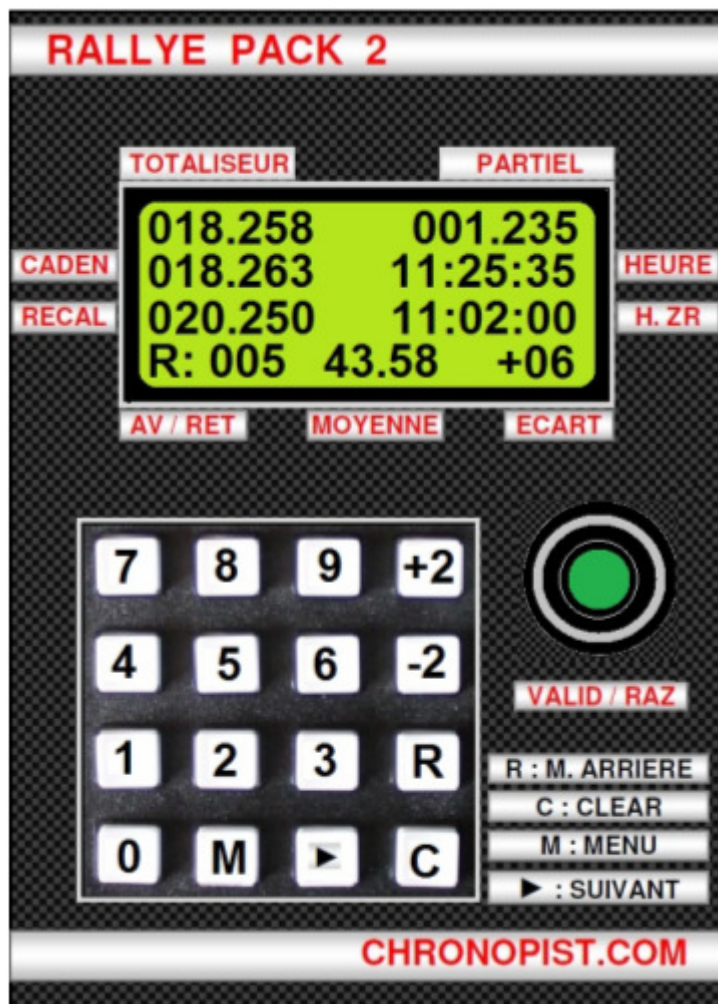 RALLYE PACK 2
TOTALISEUR PARTIEL
018.258 001.235
CADEN 018.263 11:25:35 HEURE
RECAL 020.250 11:02:00 H. ZR
R: 005 43.58 +06
AV / RET MOYENNE ECART
7 8 9 +2
4 5 6 -2
VALID / RAZ
1 2 3 R
R : M. ARRIERE
C : CLEAR
M : MENU
0 M ► C
► : SUIVANT
CHRONOPIST.COM